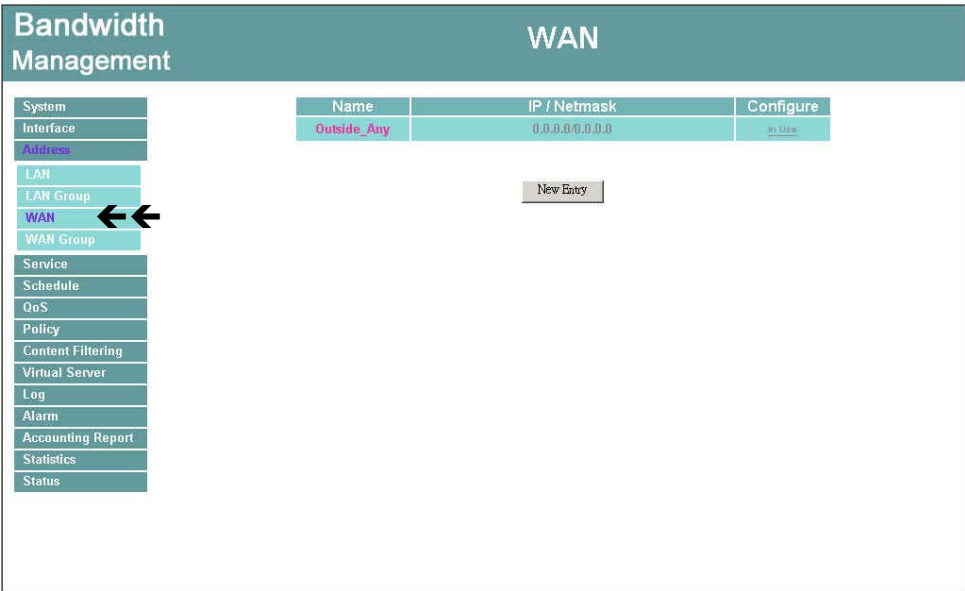 Bandwidth
Management
WAN
System
Interface
Address
LAN
LAN Group
WAN
WAN Group
Service
Schedule
QoS
Policy
Content Filtering
Virtual Server
Log
Alarm
Accounting Report
Statistics
Status
Name IP / Netmask Configure
Outside_Any 0.0.0.0/0.0.0.0 In Use
New Entry